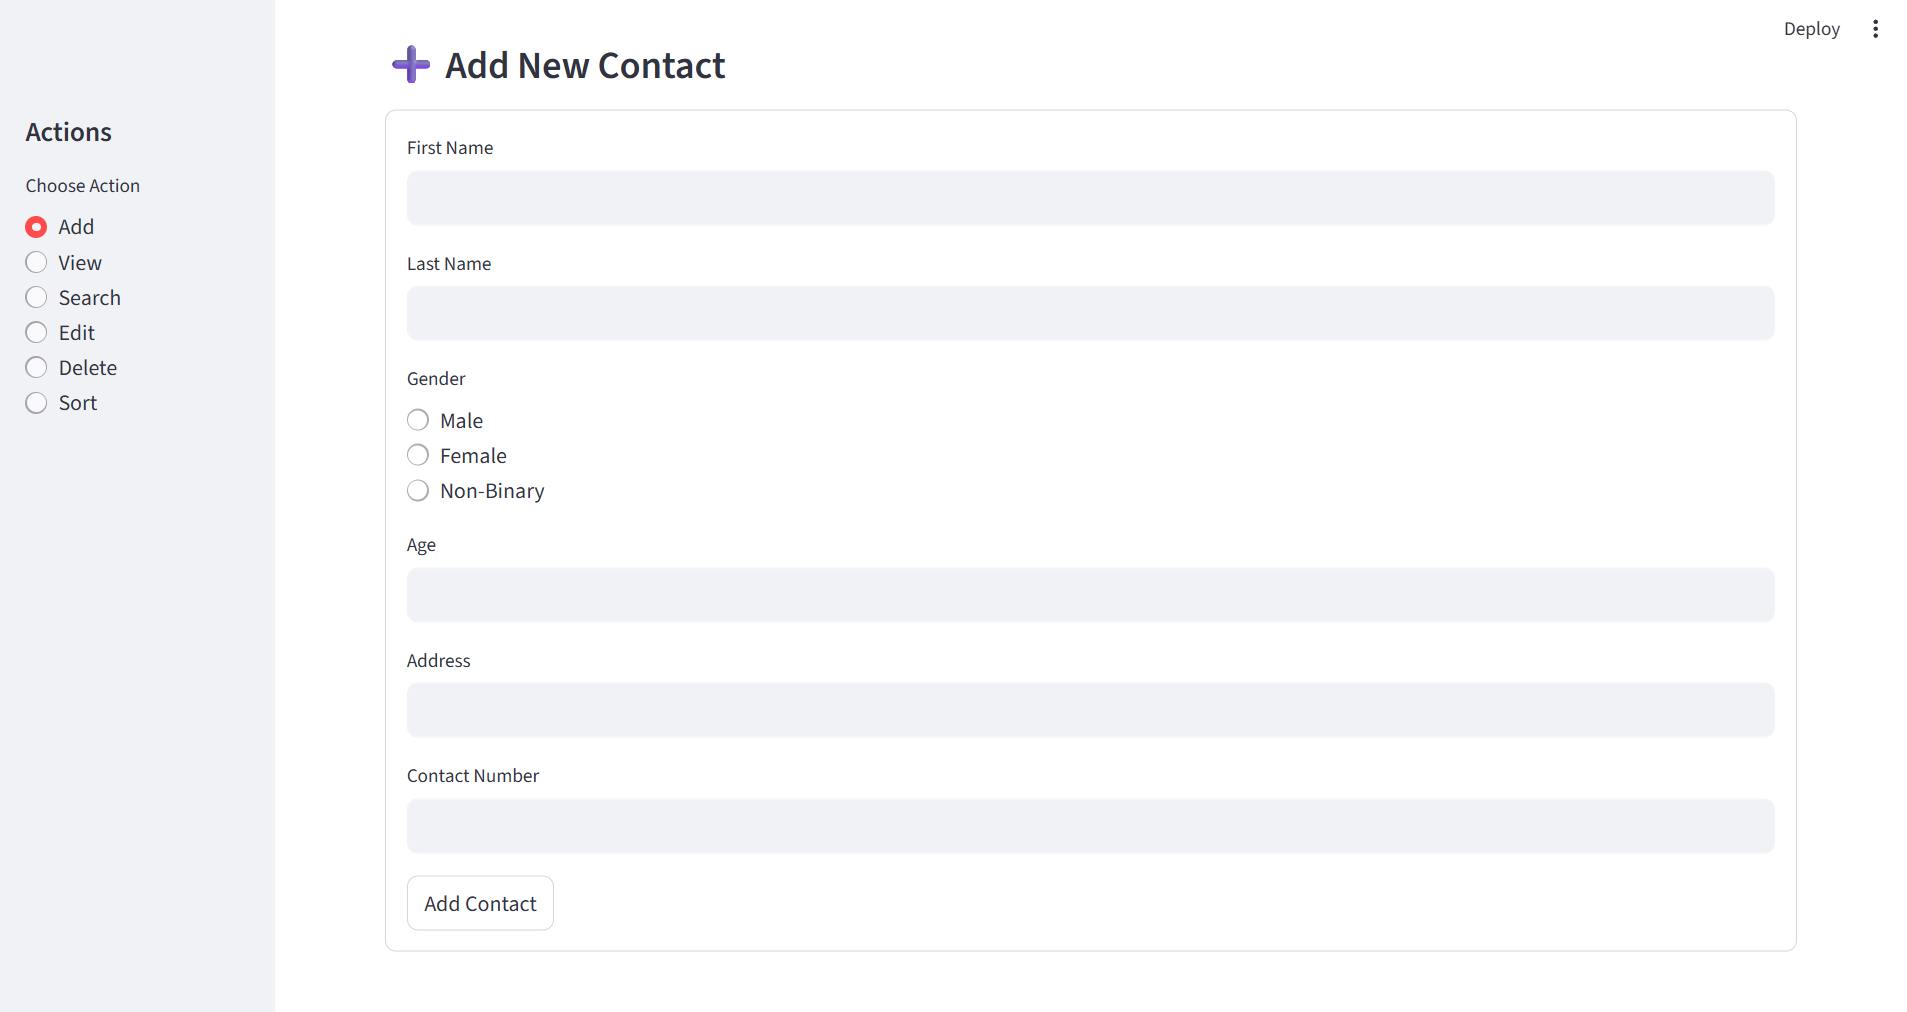 Deploy
Actions
Choose Action
Add
View
Search
Edit
Delete
Sort
Add New Contact
First Name
Last Name
Gender
Male
Female
Non-Binary
Age
Address
Contact Number
Add Contact